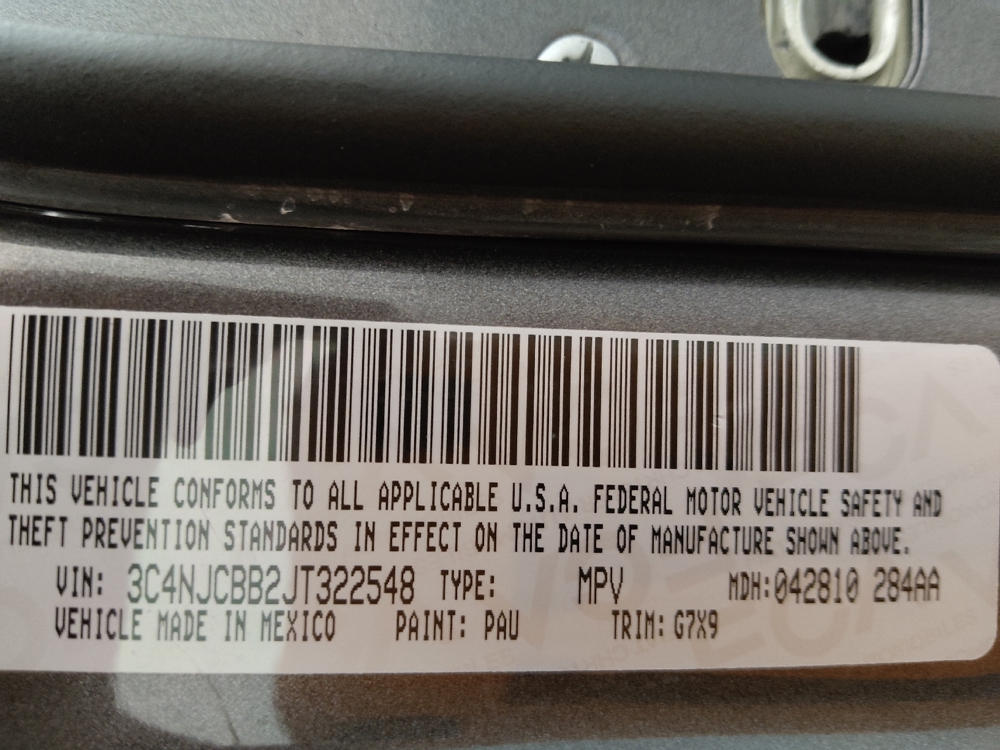 THIS VEHICLE CONFORMS TO ALL APPLICABLE U.S.A. FEDERAL MOTOR VEHICLE SAFETY AND
THEFT PREVENTION STANDARDS IN EFFECT ON THE DATE OF MANUFACTURE SHOWN ABOVE.
VIN: 3C4NJCBB2JT322548 TYPE: MPV MDH:042810 284AA
VEHICLE MADE IN MEXICO PAINT: PAU TRIM: G7X9